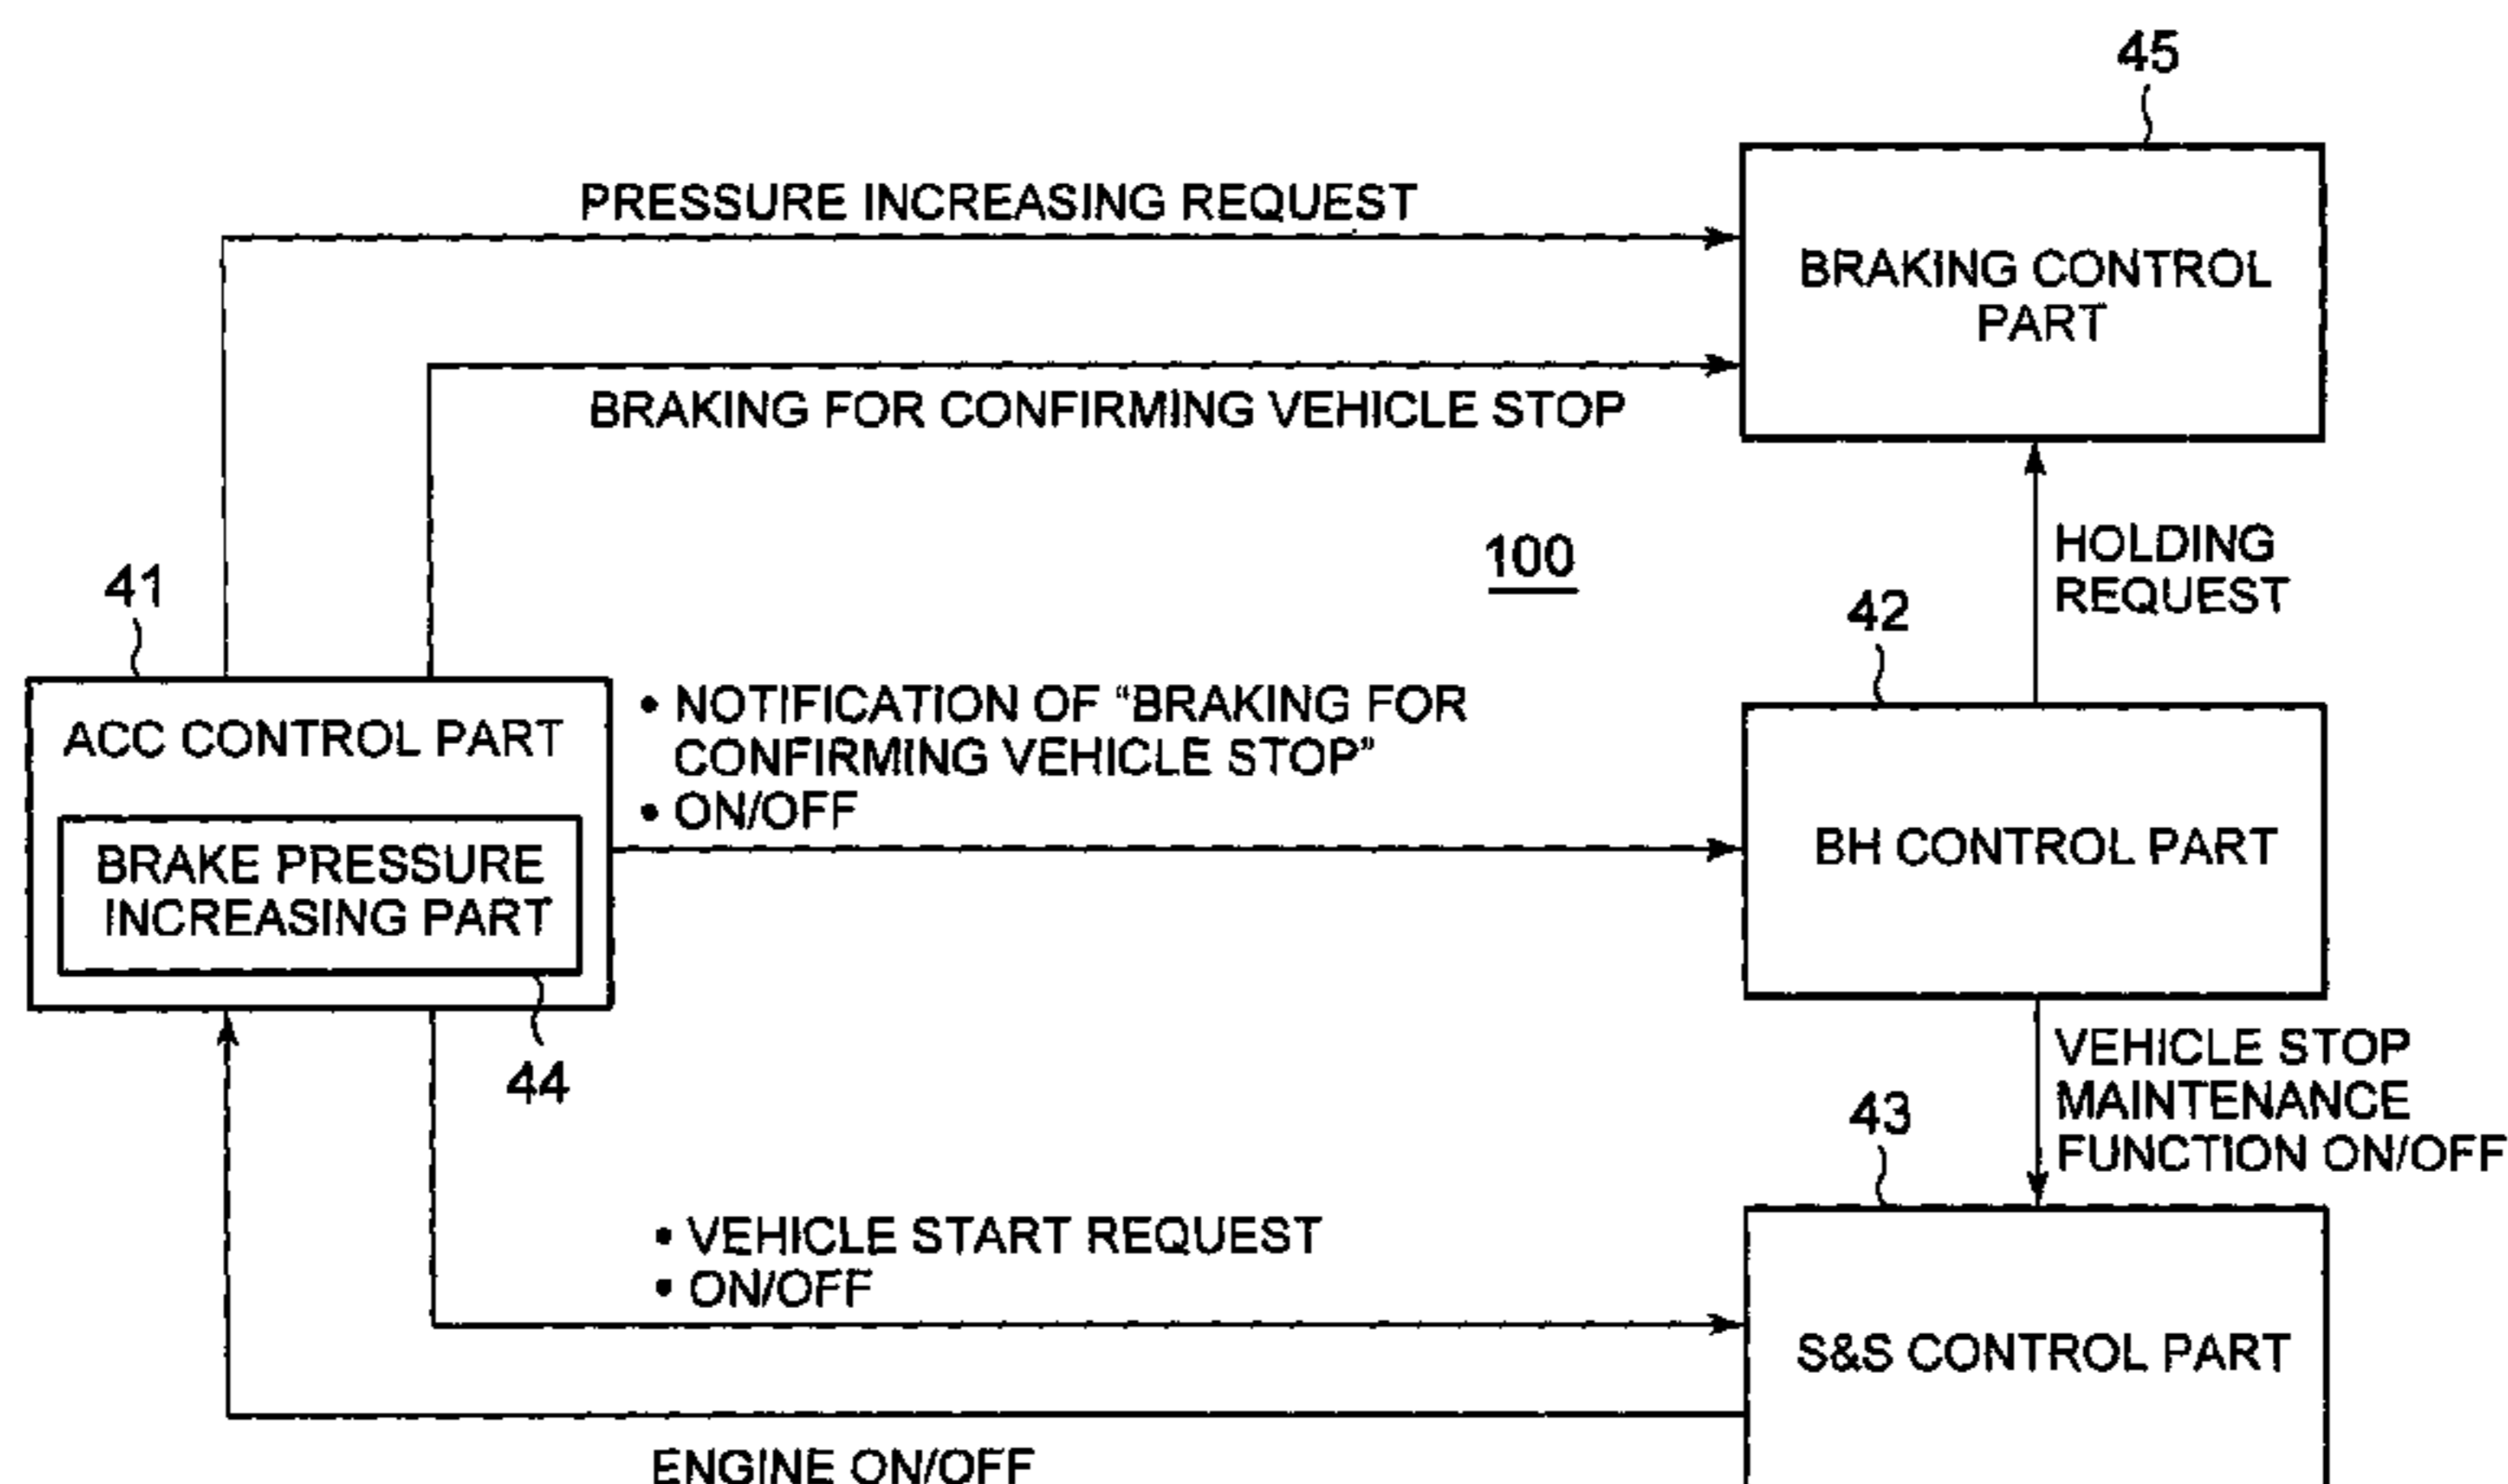 45
PRESSURE INCREASING REQUEST
BRAKING CONTROL
PART
BRAKING FOR CONFIRMING VEHICLE STOP
100
HOLDING
REQUEST
41
42
ACC CONTROL PART
• NOTIFICATION OF “BRAKING FOR
CONFIRMING VEHICLE STOP”
• ON/OFF
BRAKE PRESSURE
INCREASING PART
BH CONTROL PART
44
VEHICLE STOP
MAINTENANCE
FUNCTION ON/OFF
43
• VEHICLE START REQUEST
• ON/OFF
S&S CONTROL PART
ENGINE ON/OFF